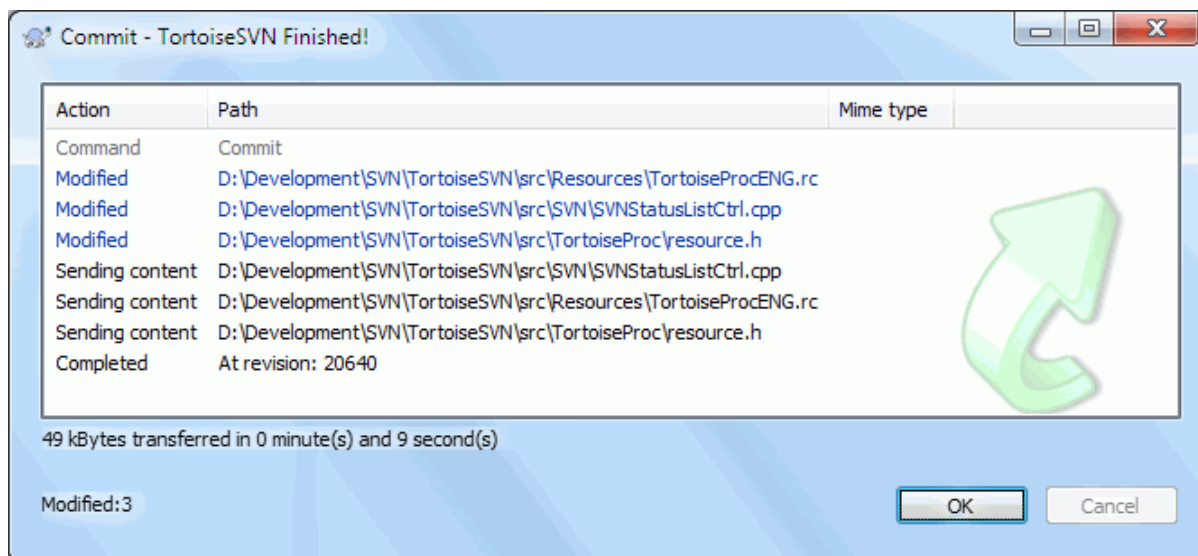 Commit - TortoiseSVN Finished!
Action Path Mime type
Command Commit
Modified D:\Development\SVN\TortoiseSVN\src\Resources\TortoiseProcENG.rc
Modified D:\Development\SVN\TortoiseSVN\src\SVN\SVNStatusListCtrl.cpp
Modified D:\Development\SVN\TortoiseSVN\src\TortoiseProc\resource.h
Sending content D:\Development\SVN\TortoiseSVN\src\SVN\SVNStatusListCtrl.cpp
Sending content D:\Development\SVN\TortoiseSVN\src\Resources\TortoiseProcENG.rc
Sending content D:\Development\SVN\TortoiseSVN\src\TortoiseProc\resource.h
Completed At revision: 20640
49 kBytes transferred in 0 minute(s) and 9 second(s)
Modified:3 OK Cancel